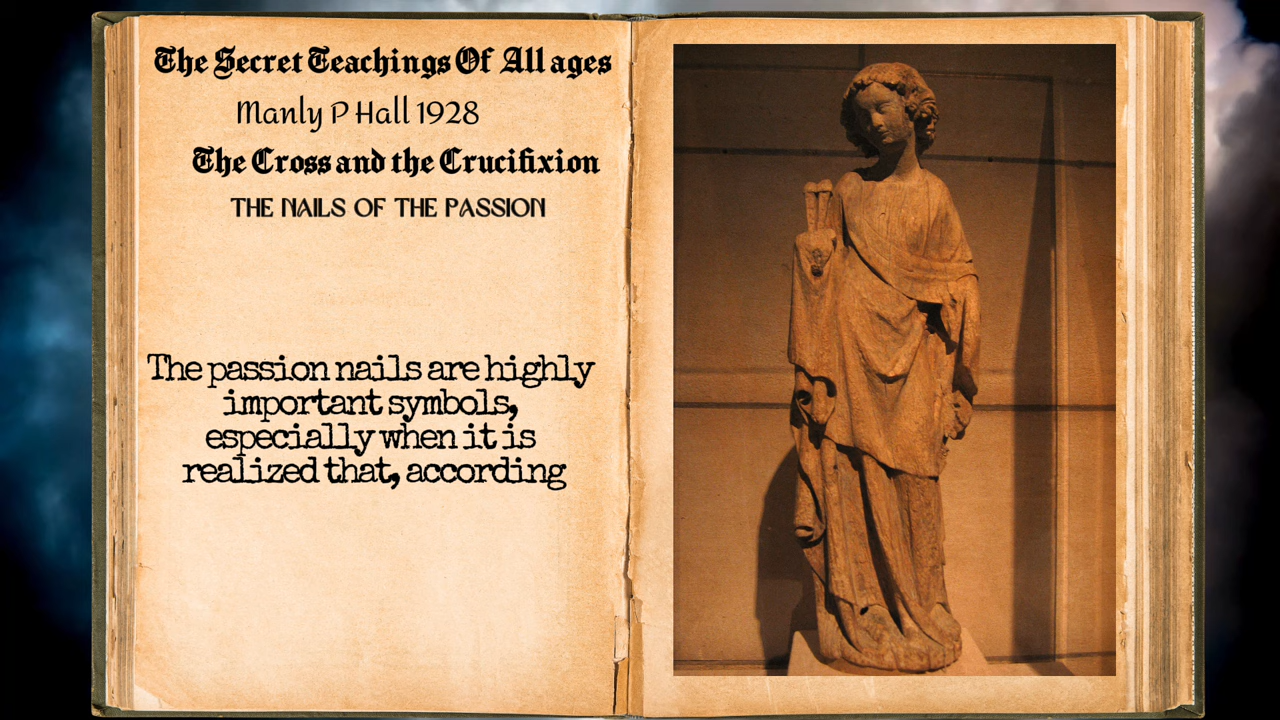 The Secret Teachings Of All ages
Manly P Hall 1928
The Cross and the Crucifixion
THE NAILS OF THE PASSION
The passion nails are highly
important symbols,
especially when it is
realized that, according